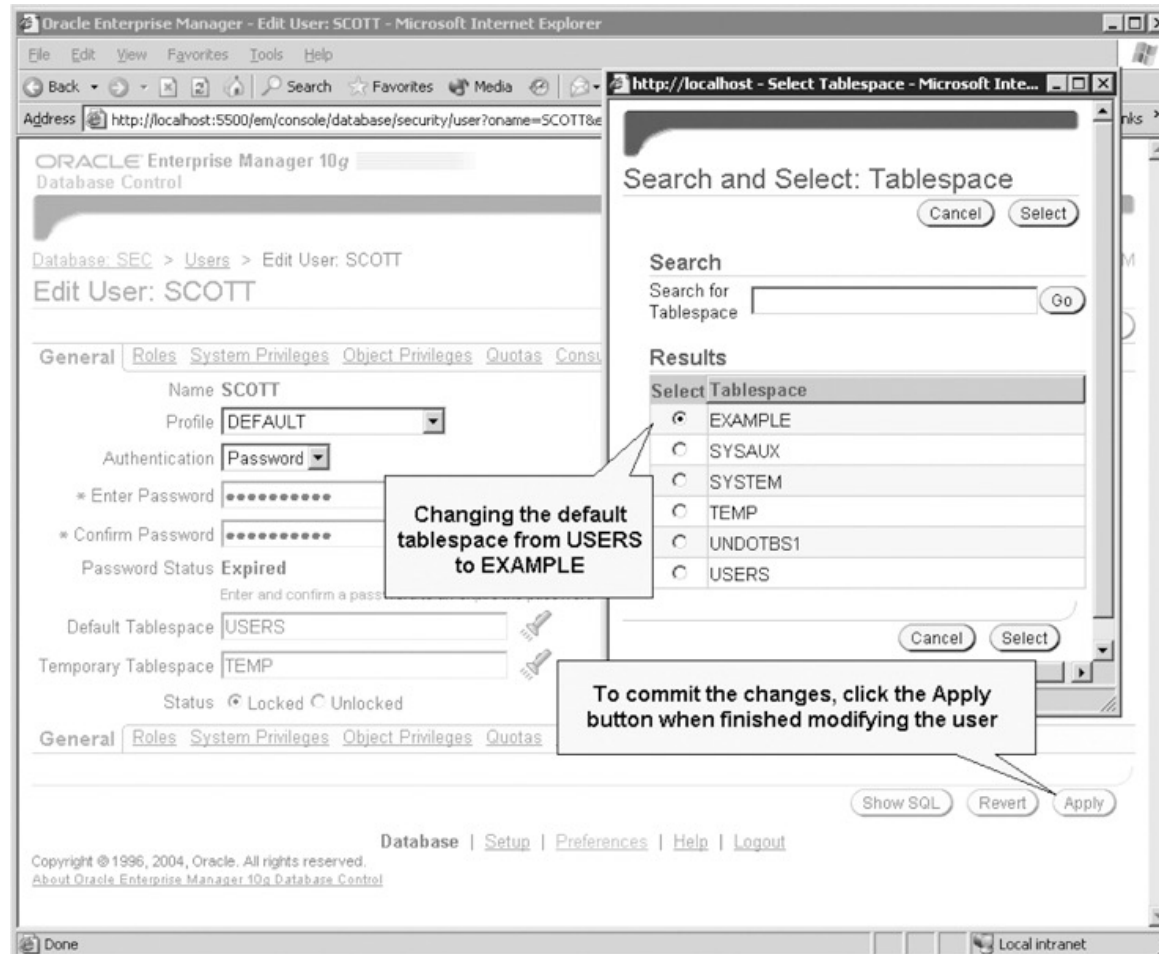 Oracle Enterprise Manager - Edit User: SCOTT - Microsoft Internet Explorer
File Edit View Favorites Tools Help
Back Search Favorites Media
Address http://localhost:5500/em/console/database/security/user?oname=SCOTT&e
ORACLE Enterprise Manager 10g
Database Control
Database: SEC > Users > Edit User: SCOTT
Edit User: SCOTT
General Roles System Privileges Object Privileges Quotas Consu
Name SCOTT
Profile DEFAULT
Authentication Password
* Enter Password
* Confirm Password
Password Status Expired
Enter and confirm a
Default Tablespace USERS
Temporary Tablespace TEMP
Status Locked Unlocked
General Roles System Privileges Object Privileges Quotas
Show SQL Revert Apply
Database | Setup | Preferences | Help | Logout
Copyright © 1996, 2004, Oracle. All rights reserved.
About Oracle Enterprise Manager 10g Database Control
Done
Local intranet
http://localhost - Select Tablespace - Microsoft Inte...
Search and Select: Tablespace
Cancel Select
Search
Search for
Tablespace
Go
Results
Select Tablespace
EXAMPLE
SYSAUX
SYSTEM
TEMP
UNDOTBS1
USERS
Cancel Select
Changing the default
tablespace from USERS
to EXAMPLE
To commit the changes, click the Apply
button when finished modifying the user